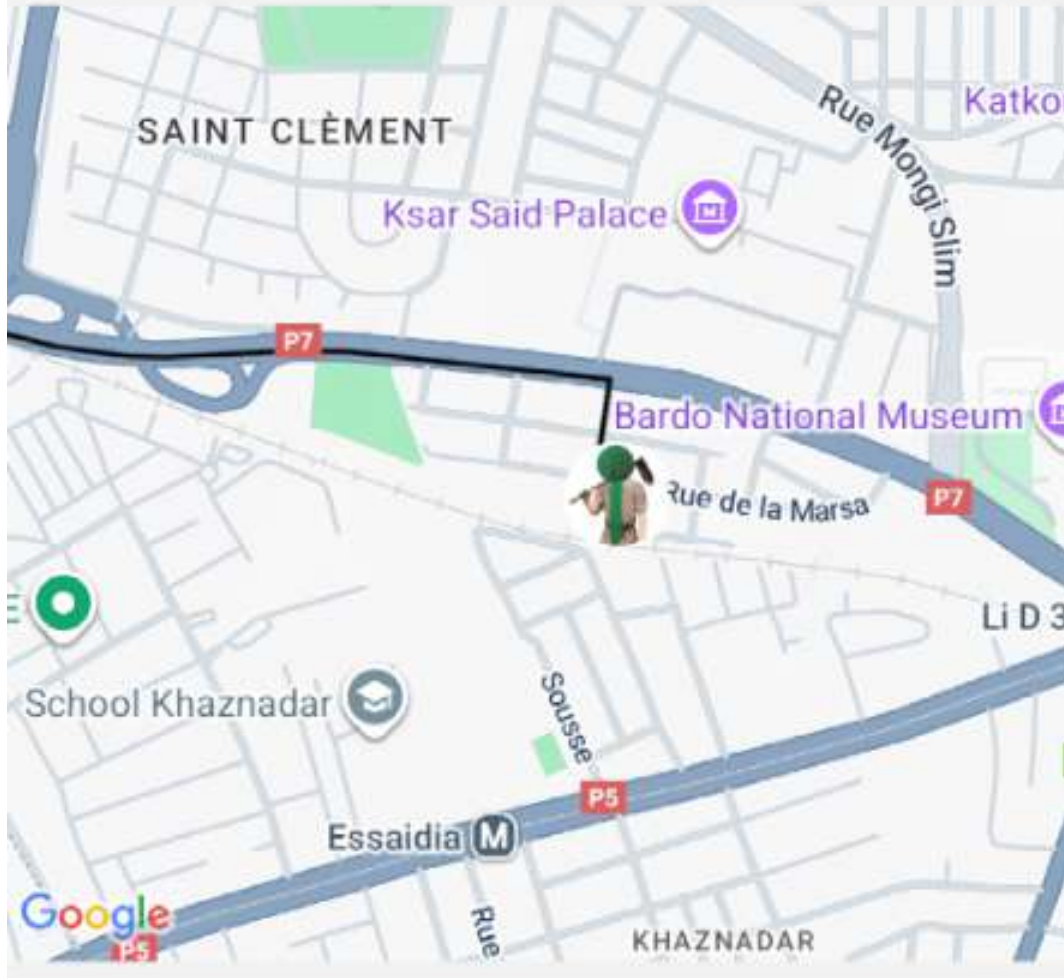 Katko
Rue Mongi Slim
SAINT CLÈMENT
Ksar Said Palace
P7
Bardo National Museum
Rue de la Marsa
P7
Li D 3
School Khaznadar
Sousse
P5
Essaidia M
Google
P5
Rue
KHAZNADAR